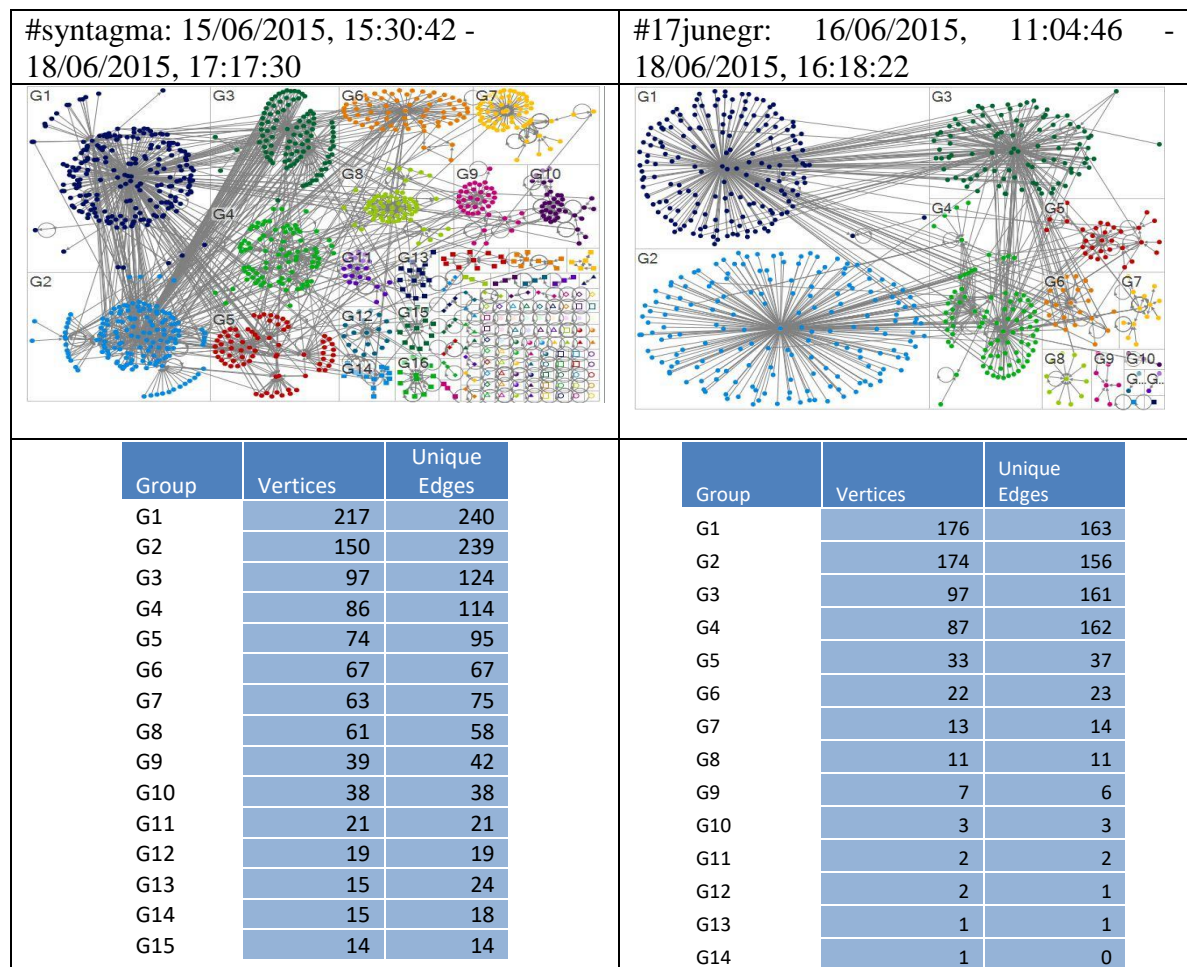 #syntagma: 15/06/2015, 15:30:42 -
18/06/2015, 17:17:30
#17junegr: 16/06/2015, 11:04:46 -
18/06/2015, 16:18:22
G1
G3
G6
G7
G8
G9
G10
G4
G2
G11
G13
G5
G12
G15
G14
G16
G1
G3
G4
G5
G2
G6
G7
G8
G9
G10
G...
G...
Group Vertices Unique Edges
G1 217 240
G2 150 239
G3 97 124
G4 86 114
G5 74 95
G6 67 67
G7 63 75
G8 61 58
G9 39 42
G10 38 38
G11 21 21
G12 19 19
G13 15 24
G14 15 18
G15 14 14
Group Vertices Unique Edges
G1 176 163
G2 174 156
G3 97 161
G4 87 162
G5 33 37
G6 22 23
G7 13 14
G8 11 11
G9 7 6
G10 3 3
G11 2 2
G12 2 1
G13 1 1
G14 1 0